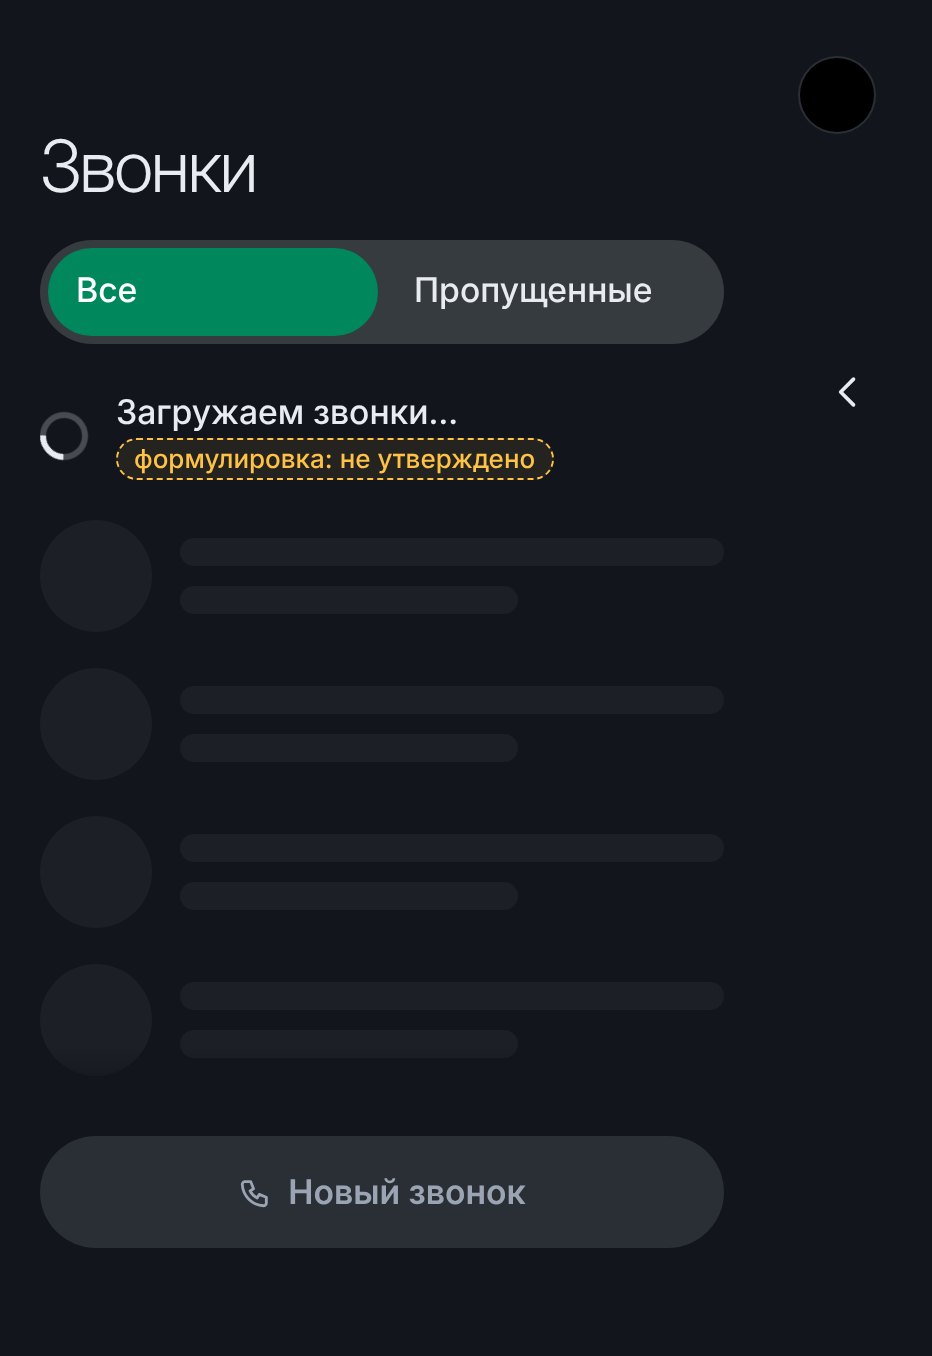 Звонки
Все
Пропущенные
Загружаем звонки...
формулировка: не утверждено
Новый звонок